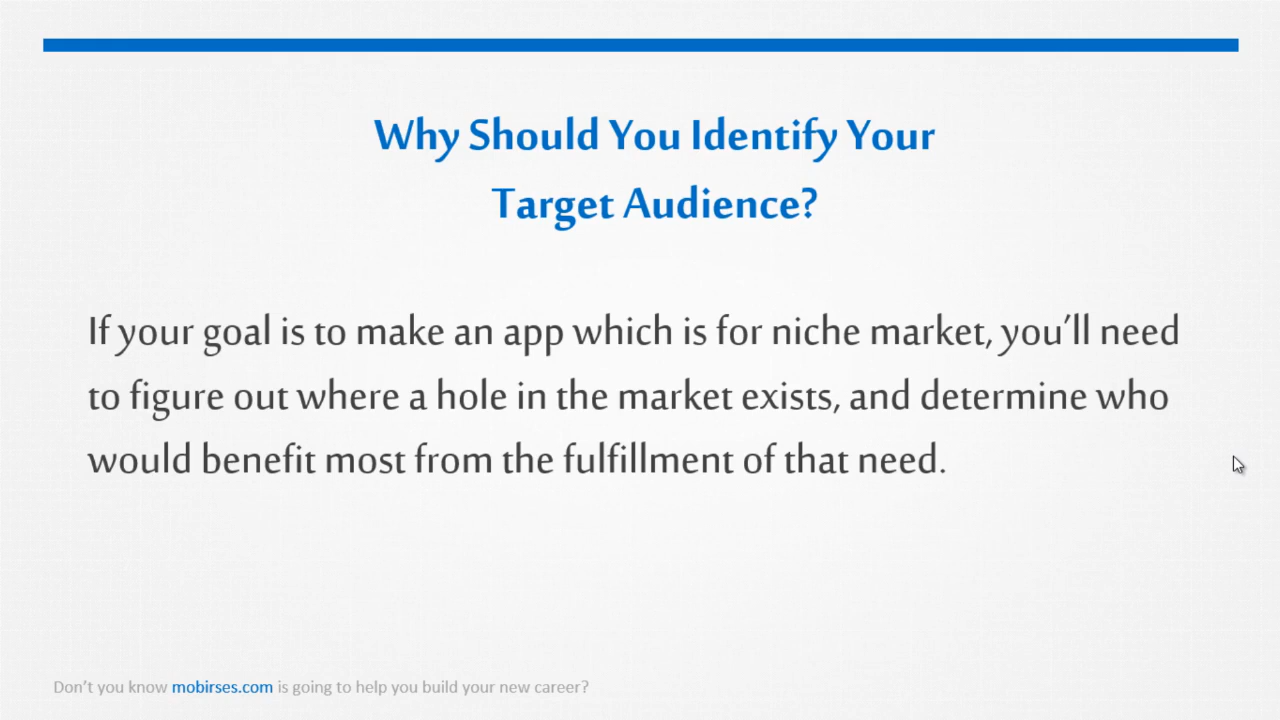 Why Should You Identify Your
Target Audience?
If your goal is to make an app which is for niche market, you’ll need
to figure out where a hole in the market exists, and determine who
would benefit most from the fulfillment of that need.
Don’t you know mobirses.com is going to help you build your new career?